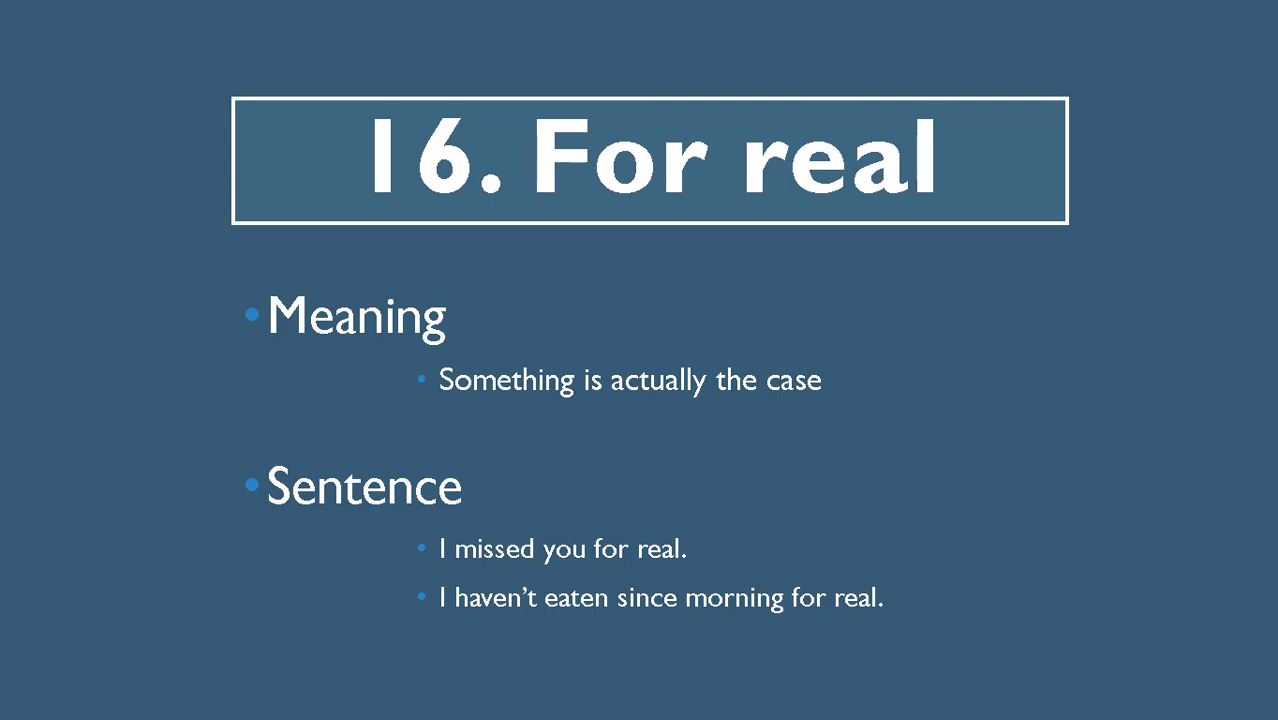 16. For real
• Meaning
• Something is actually the case
• Sentence
• I missed you for real.
• I haven’t eaten since morning for real.